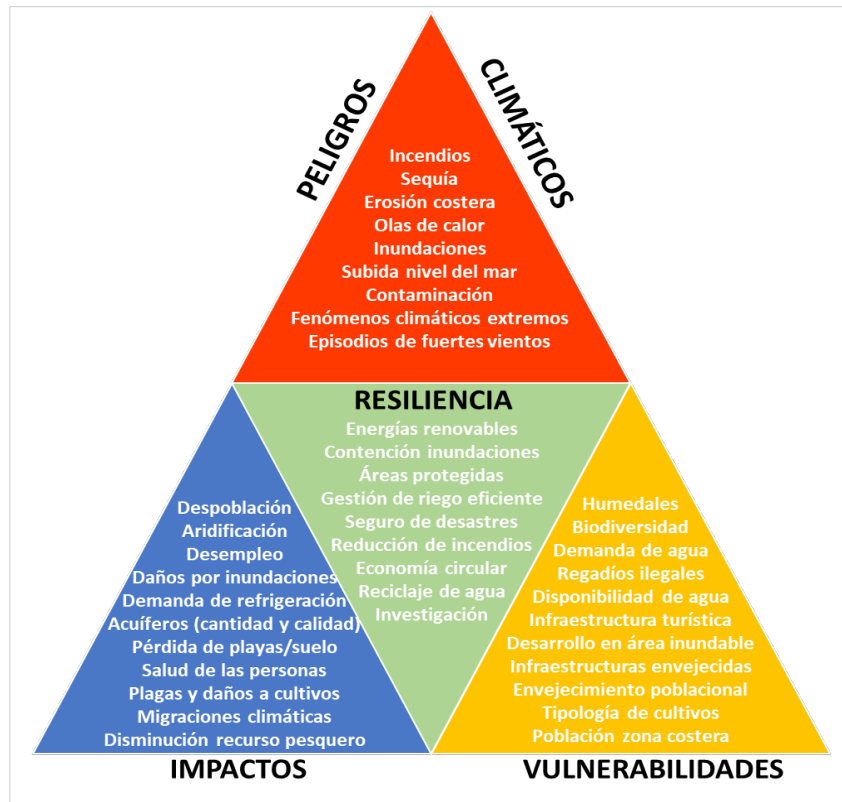 PELIGROS
CLIMÁTICOS
Incendios
Sequía
Erosión costera
Olas de calor
Inundaciones
Subida nivel del mar
Contaminación
Fenómenos climáticos extremos
Episodios de fuertes vientos
RESILIENCIA
Energías renovables
Contención inundaciones
Áreas protegidas
Gestión de riego eficiente
Seguro de desastres
Reducción de incendios
Economía circular
Reciclaje de agua
Investigación
Despoblación
Aridificación
Desempleo
Daños por inundaciones
Demanda de refrigeración
Acuíferos (cantidad y calidad)
Pérdida de playas/suelo
Salud de las personas
Plagas y daños a cultivos
Migraciones climáticas
Disminución recurso pesquero
IMPACTOS
Humedales
Biodiversidad
Demanda de agua
Regadíos ilegales
Disponibilidad de agua
Infraestructura turística
Desarrollo en área inundable
Infraestructuras envejecidas
Envejecimiento poblacional
Tipología de cultivos
Población zona costera
VULNERABILIDADES